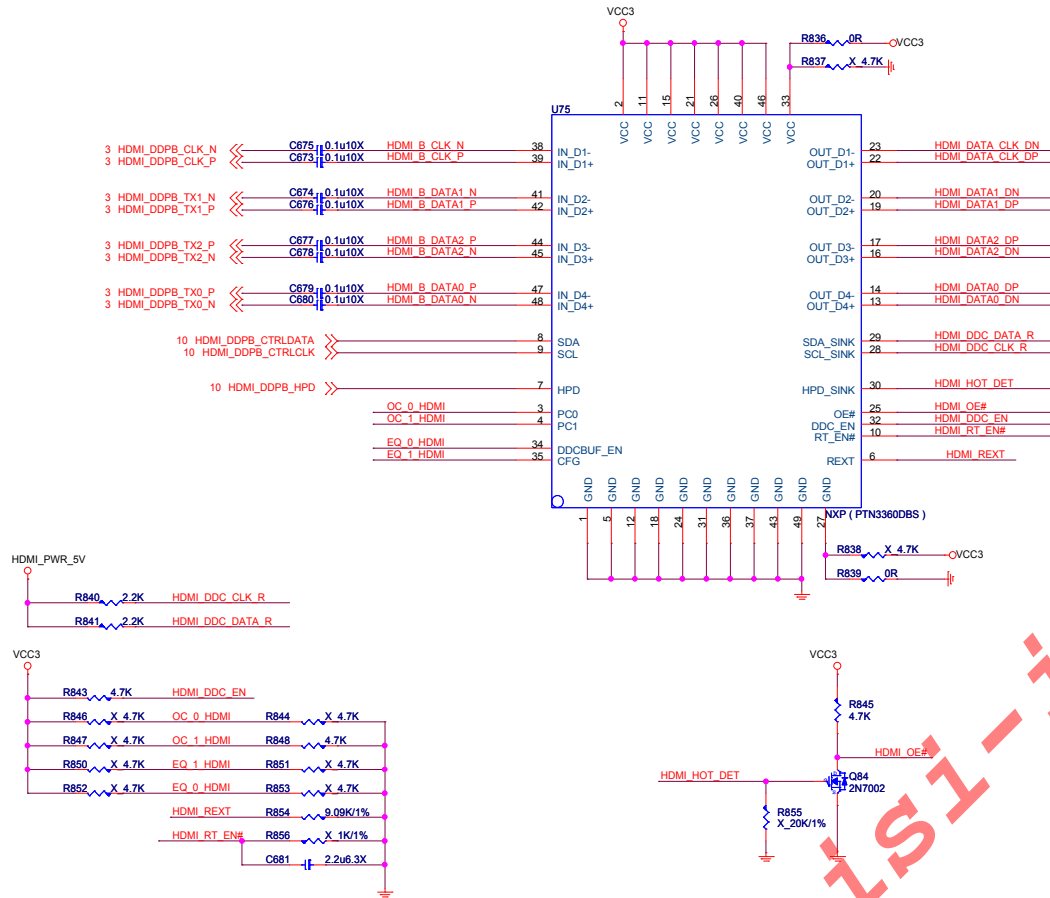 VCC3
R836 0R VCC3
R837 X_4.7K
2 11 15 21 26 40 46 33
U75
VCC VCC VCC VCC VCC VCC VCC VCC
3 HDMI_DDPB_CLK_N C675 0.1u10X HDMI_B_CLK_N 38 IN_D1- OUT_D1- 23 HDMI_DATA_CLK_DN
3 HDMI_DDPB_CLK_P C673 0.1u10X HDMI_B_CLK_P 39 IN_D1+ OUT_D1+ 22 HDMI_DATA_CLK_DP
3 HDMI_DDPB_TX1_N C674 0.1u10X HDMI_B_DATA1_N 41 IN_D2- OUT_D2- 20 HDMI_DATA1_DN
3 HDMI_DDPB_TX1_P C676 0.1u10X HDMI_B_DATA1_P 42 IN_D2+ OUT_D2+ 19 HDMI_DATA1_DP
3 HDMI_DDPB_TX2_P C677 0.1u10X HDMI_B_DATA2_P 44 IN_D3- OUT_D3- 17 HDMI_DATA2_DP
3 HDMI_DDPB_TX2_N C678 0.1u10X HDMI_B_DATA2_N 45 IN_D3+ OUT_D3+ 16 HDMI_DATA2_DN
3 HDMI_DDPB_TX0_P C679 0.1u10X HDMI_B_DATA0_P 47 IN_D4- OUT_D4- 14 HDMI_DATA0_DP
3 HDMI_DDPB_TX0_N C680 0.1u10X HDMI_B_DATA0_N 48 IN_D4+ OUT_D4+ 13 HDMI_DATA0_DN
10 HDMI_DDPB_CTRLDATA 8 SDA SDA_SINK 29 HDMI_DDC_DATA_R
10 HDMI_DDPB_CTRLCLK 9 SCL SCL_SINK 28 HDMI_DDC_CLK_R
10 HDMI_DDPB_HPD 7 HPD HPD_SINK 30 HDMI_HOT_DET
OC_0_HDMI 3 PC0 OE# 25 HDMI_OE#
OC_1_HDMI 4 PC1 DDC_EN 32 HDMI_DDC_EN
RT_EN# 10 HDMI_RT_EN#
EQ_0_HDMI 34 DDCBUF_EN
EQ_1_HDMI 35 CFG REXT 6 HDMI_REXT
GND GND GND GND GND GND GND GND GND GND GND
1 5 12 18 24 31 36 37 43 49 27
NXP ( PTN3360DBS )
R838 X_4.7K VCC3
R839 0R
HDMI_PWR_5V
R840 2.2K HDMI_DDC_CLK_R
R841 2.2K HDMI_DDC_DATA_R
VCC3
R843 4.7K HDMI_DDC_EN
R846 X_4.7K OC_0_HDMI R844 X_4.7K
R847 X_4.7K OC_1_HDMI R848 4.7K
R850 X_4.7K EQ_1_HDMI R851 X_4.7K
R852 X_4.7K EQ_0_HDMI R853 X_4.7K
HDMI_REXT R854 9.09K/1%
HDMI_RT_EN# R856 X_1K/1%
C681 2.2u6.3X
VCC3
R845
4.7K
HDMI_OE#
HDMI_HOT_DET
Q84
2N7002
R855
X_20K/1%